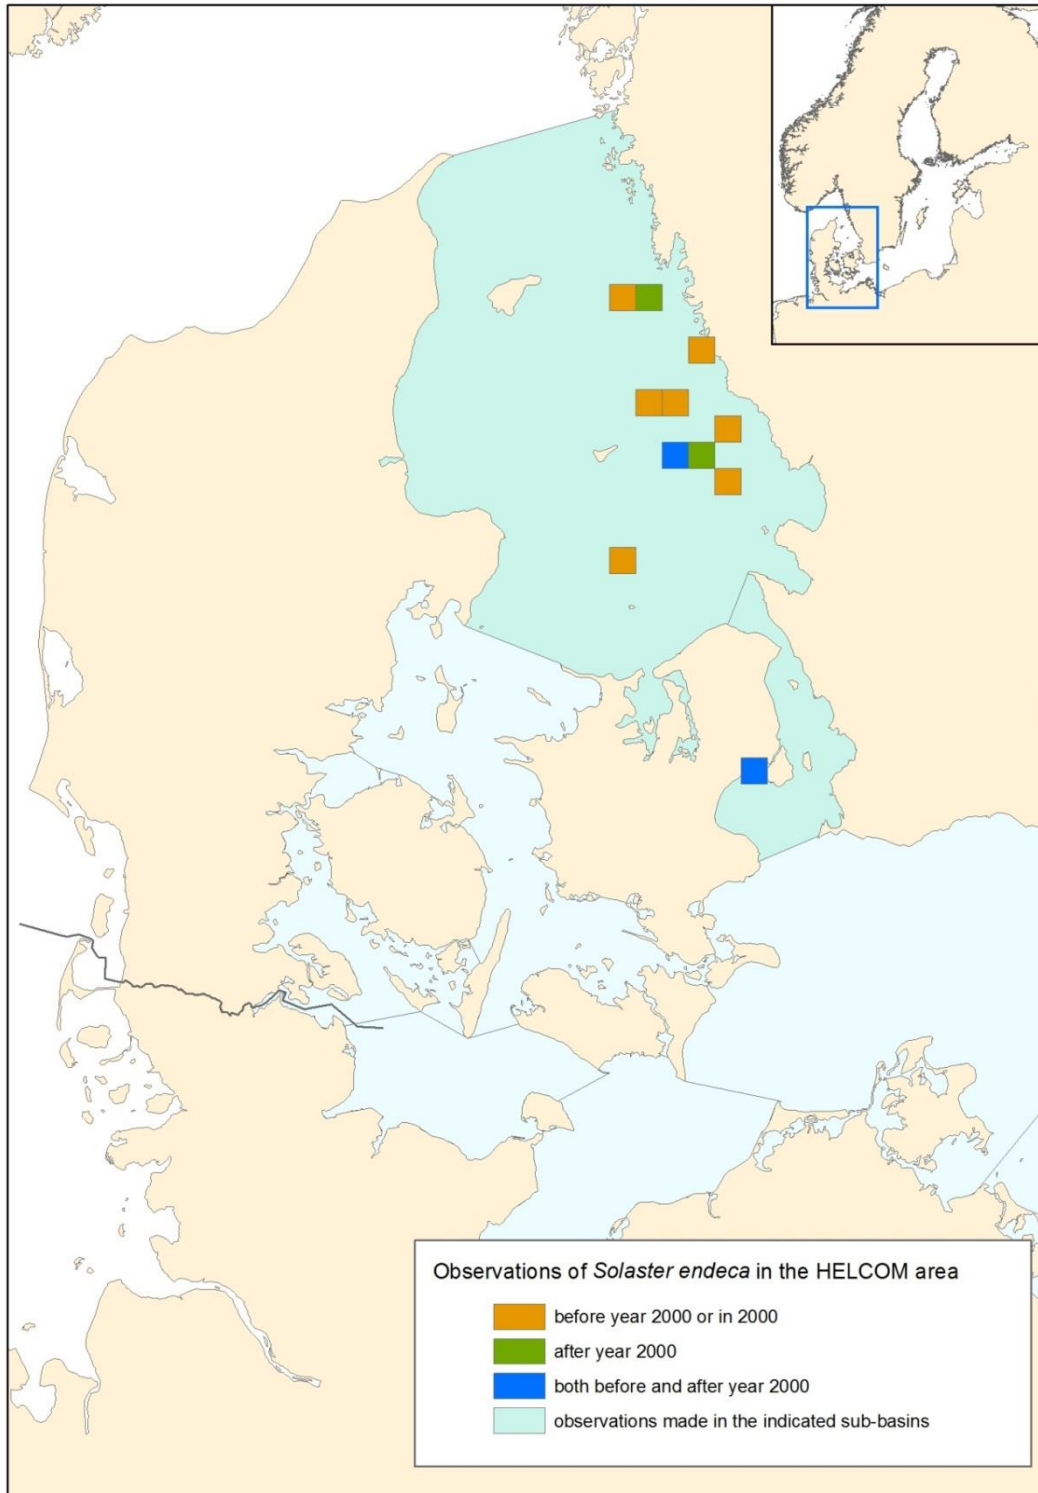 Observations of Solaster endeca in the HELCOM area
before year 2000 or in 2000
after year 2000
both before and after year 2000
observations made in the indicated sub-basins